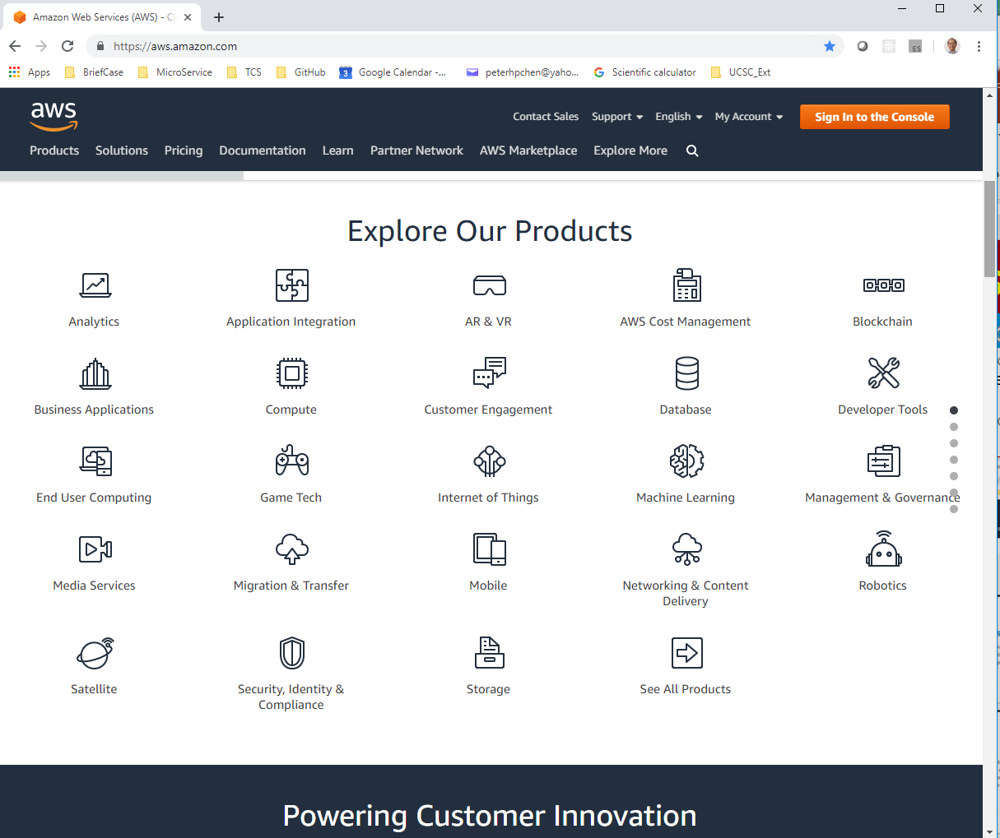 Amazon Web Services (AWS) - Cl
https://aws.amazon.com
ES
Apps BriefCase MicroService TCS GitHub 3 Google Calendar -... peterhpchen@yaho... Scientific calculator UCSC_Ext
aws
Contact Sales Support English My Account Sign In to the Console
Products Solutions Pricing Documentation Learn Partner Network AWS Marketplace Explore More
Explore Our Products
Analytics Application Integration AR & VR AWS Cost Management Blockchain
Business Applications Compute Customer Engagement Database Developer Tools
End User Computing Game Tech Internet of Things Machine Learning Management & Governance
Media Services Migration & Transfer Mobile Networking & Content Robotics
Delivery
Satellite Security, Identity & Storage See All Products
Compliance
Powering Customer Innovation